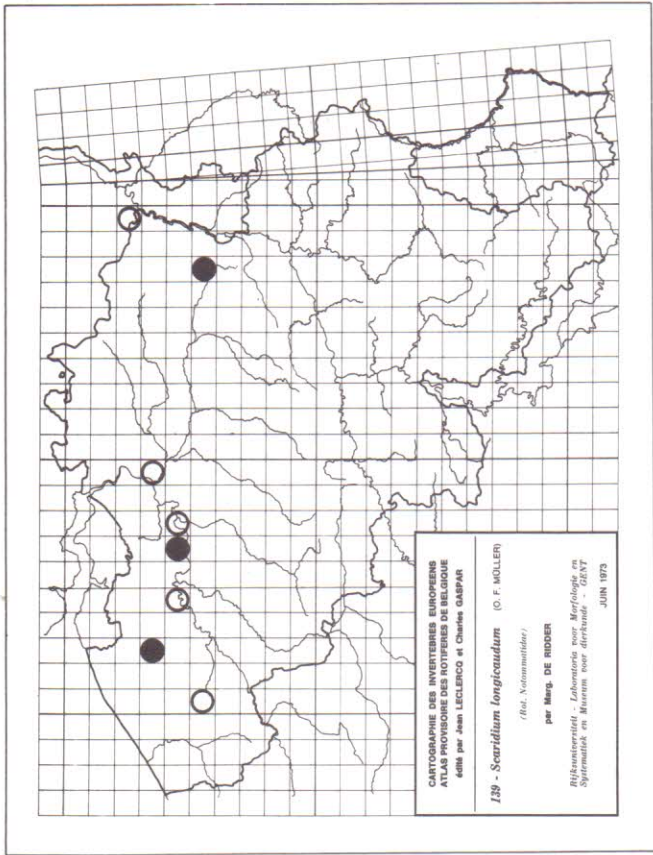 CARTOGRAPHIE DES INVERTEBRES EUROPEENS
ATLAS PROVISOIRE DES ROTIFERES DE BELGIQUE
édité par Jean LECLERCQ et Charles GASPAR
139 - Scaridium longicaudum (O. F. MÜLLER)
(Rot. Notommatidae)
par Marg. DE RIDDER
Rijksuniversiteit - Laboratoria voor Morfologie en
Systematiek en Museum voor dierkunde - GENT
JUIN 1973